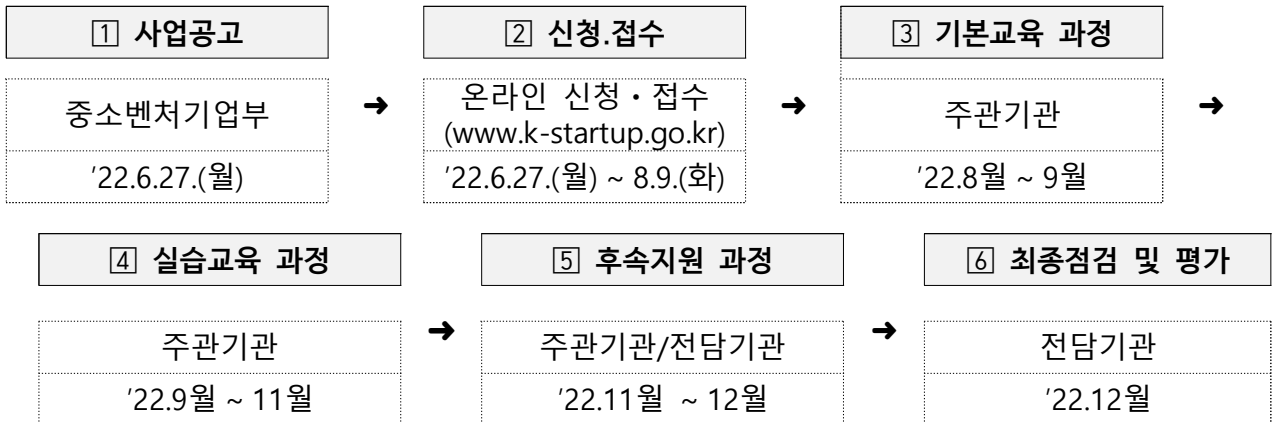 1 사업공고
2 신청.접수
3 기본교육 과정
중소벤처기업부
➜
온라인 신청・접수
(www.k-startup.go.kr)
➜
주관기관
➜
'22.6.27.(월)
'22.6.27.(월) ~ 8.9.(화)
'22.8월 ~ 9월
4 실습교육 과정
5 후속지원 과정
6 최종점검 및 평가
주관기관
➜
주관기관/전담기관
➜
전담기관
'22.9월 ~ 11월
'22.11월 ~ 12월
'22.12월